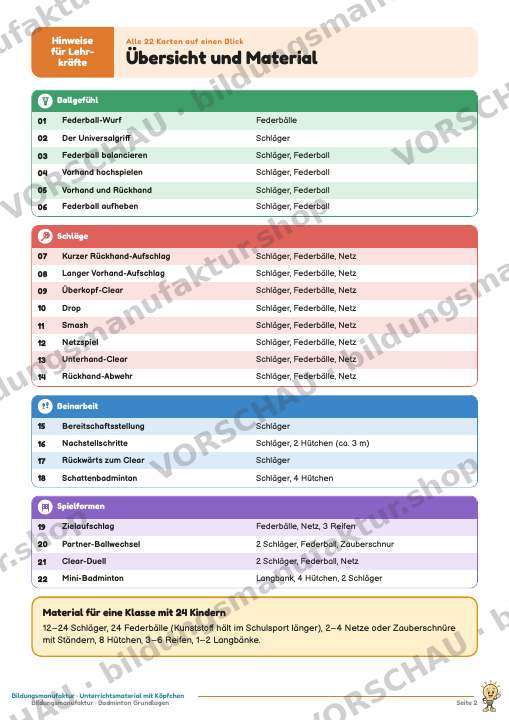 Hinweise
für Lehr-
kräfte
Alle 22 Karten auf einen Blick
Übersicht und Material
Ballgefühl
01 Federball-Wurf Federbälle
02 Der Universalgriff Schläger
03 Federball balancieren Schläger, Federball
04 Vorhand hochspielen Schläger, Federball
05 Vorhand und Rückhand Schläger, Federball
06 Federball aufheben Schläger, Federball
Schläge
07 Kurzer Rückhand-Aufschlag Schläger, Federbälle, Netz
08 Langer Vorhand-Aufschlag Schläger, Federbälle, Netz
09 Überkopf-Clear Schläger, Federbälle, Netz
10 Drop Schläger, Federbälle, Netz
11 Smash Schläger, Federbälle, Netz
12 Netzspiel Schläger, Federbälle, Netz
13 Unterhand-Clear Schläger, Federbälle, Netz
14 Rückhand-Abwehr Schläger, Federbälle, Netz
Beinarbeit
15 Bereitschaftsstellung Schläger
16 Nachstellschritte Schläger, 2 Hütchen (ca. 3 m)
17 Rückwärts zum Clear Schläger
18 Schattenbadminton Schläger, 4 Hütchen
Spielformen
19 Zielaufschlag Federbälle, Netz, 3 Reifen
20 Partner-Ballwechsel 2 Schläger, Federball, Zauberschnur
21 Clear-Duell 2 Schläger, Federball, Netz
22 Mini-Badminton Langbank, 4 Hütchen, 2 Schläger
Material für eine Klasse mit 24 Kindern
12–24 Schläger, 24 Federbälle (Kunststoff hält im Schulsport länger), 2–4 Netze oder Zauberschnüre
mit Ständern, 8 Hütchen, 3–6 Reifen, 1–2 Langbänke.
Bildungsmanufaktur · Unterrichtsmaterial mit Köpfchen
Bildungsmanufaktur · Badminton Grundlagen Seite 2
VORSCHAU · bildungsmanufaktur.shop